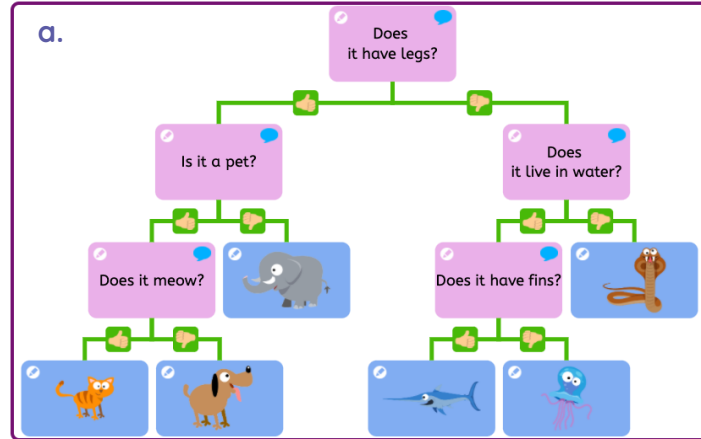 a.
Does
it have legs?
Is it a pet?
Does
it live in water?
Does it meow?
Does it have fins?